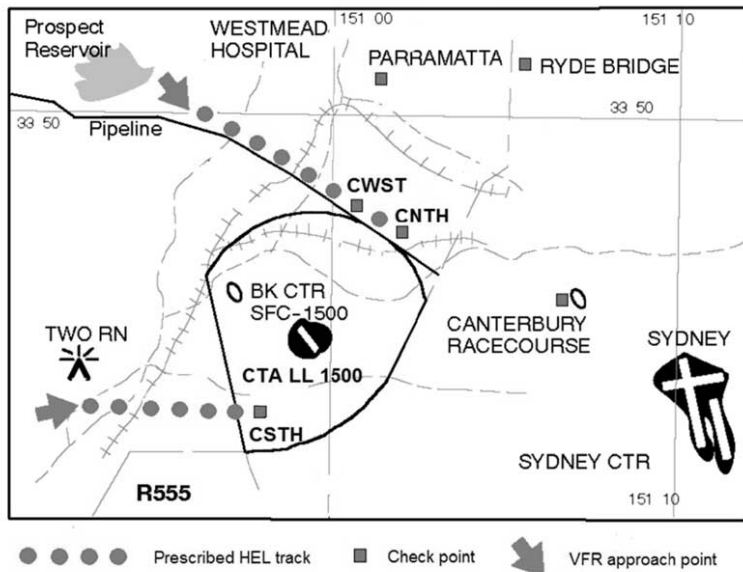 Prospect
Reservoir
WESTMEAD
HOSPITAL
151 00
151 10
PARRAMATTA
RYDE BRIDGE
33 50
33 50
Pipeline
CWST
CNTH
BK CTR
SFC-1500
TWO RN
CTA LL 1500
CANTERBURY
RACECOURSE
SYDNEY
CSTH
SYDNEY CTR
R555
151 10
Prescribed HEL track
Check point
VFR approach point